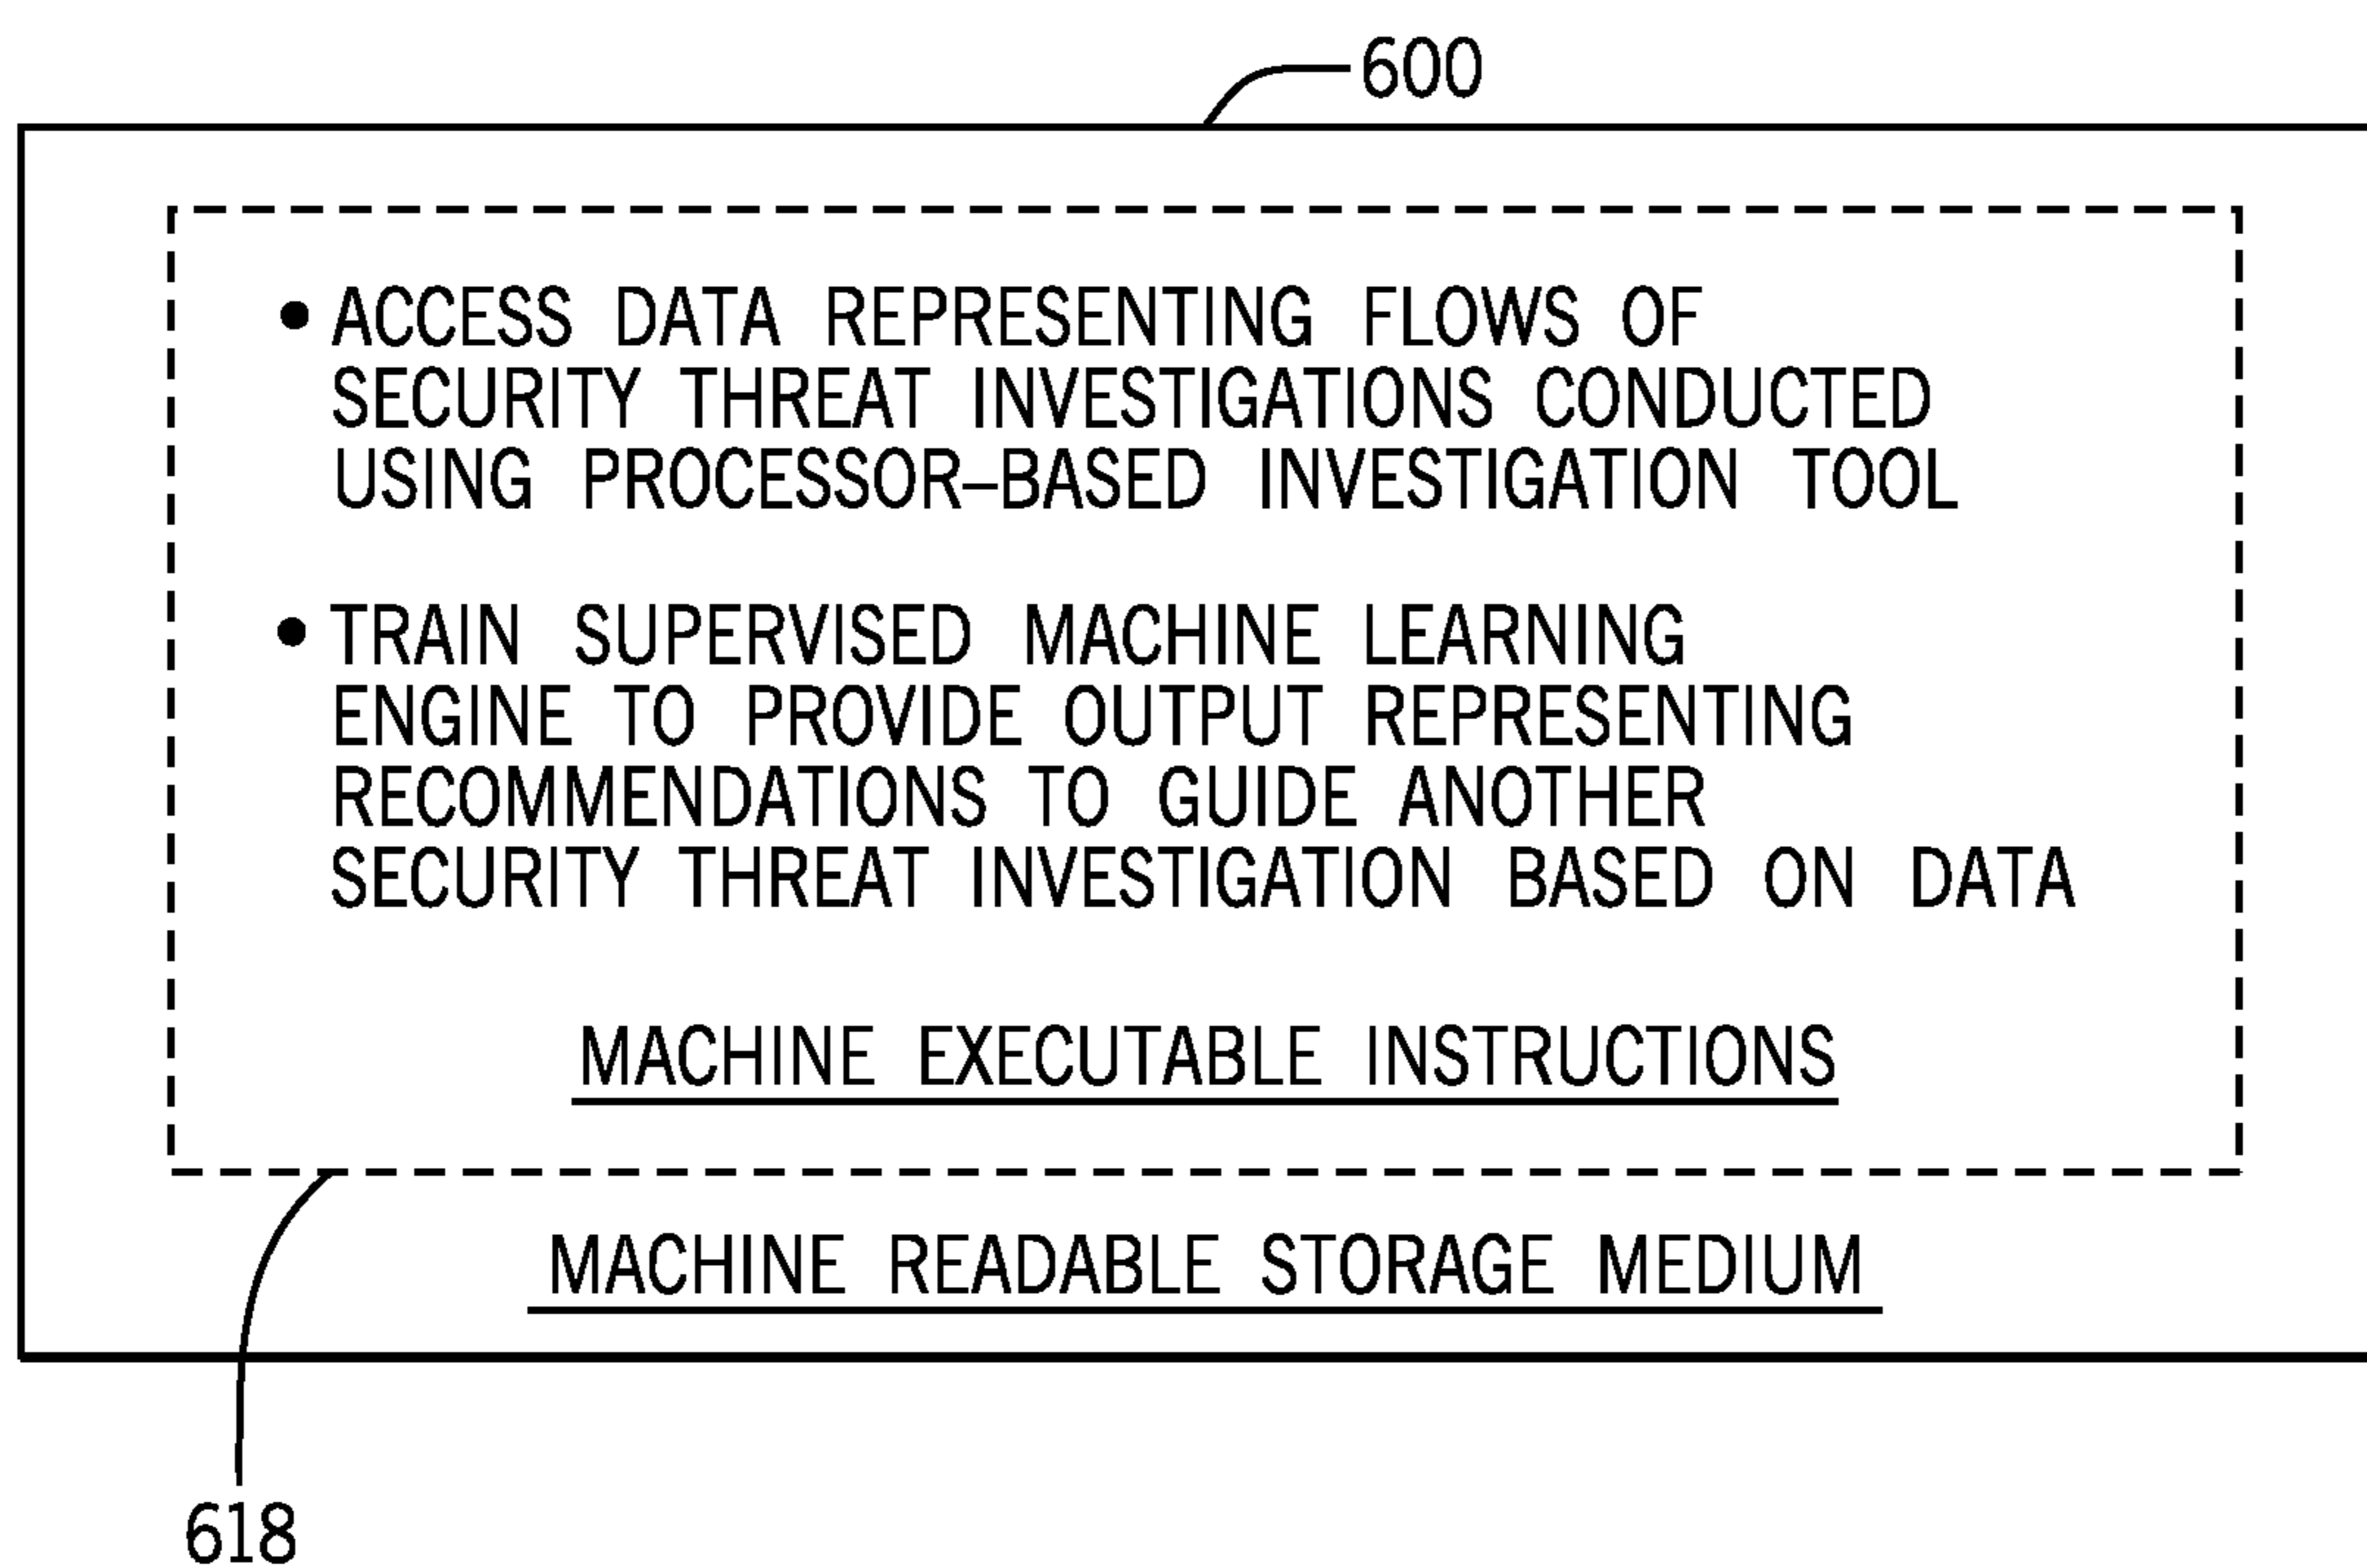 600
• ACCESS DATA REPRESENTING FLOWS OF
SECURITY THREAT INVESTIGATIONS CONDUCTED
USING PROCESSOR–BASED INVESTIGATION TOOL
• TRAIN SUPERVISED MACHINE LEARNING
ENGINE TO PROVIDE OUTPUT REPRESENTING
RECOMMENDATIONS TO GUIDE ANOTHER
SECURITY THREAT INVESTIGATION BASED ON DATA
MACHINE EXECUTABLE INSTRUCTIONS
MACHINE READABLE STORAGE MEDIUM
618